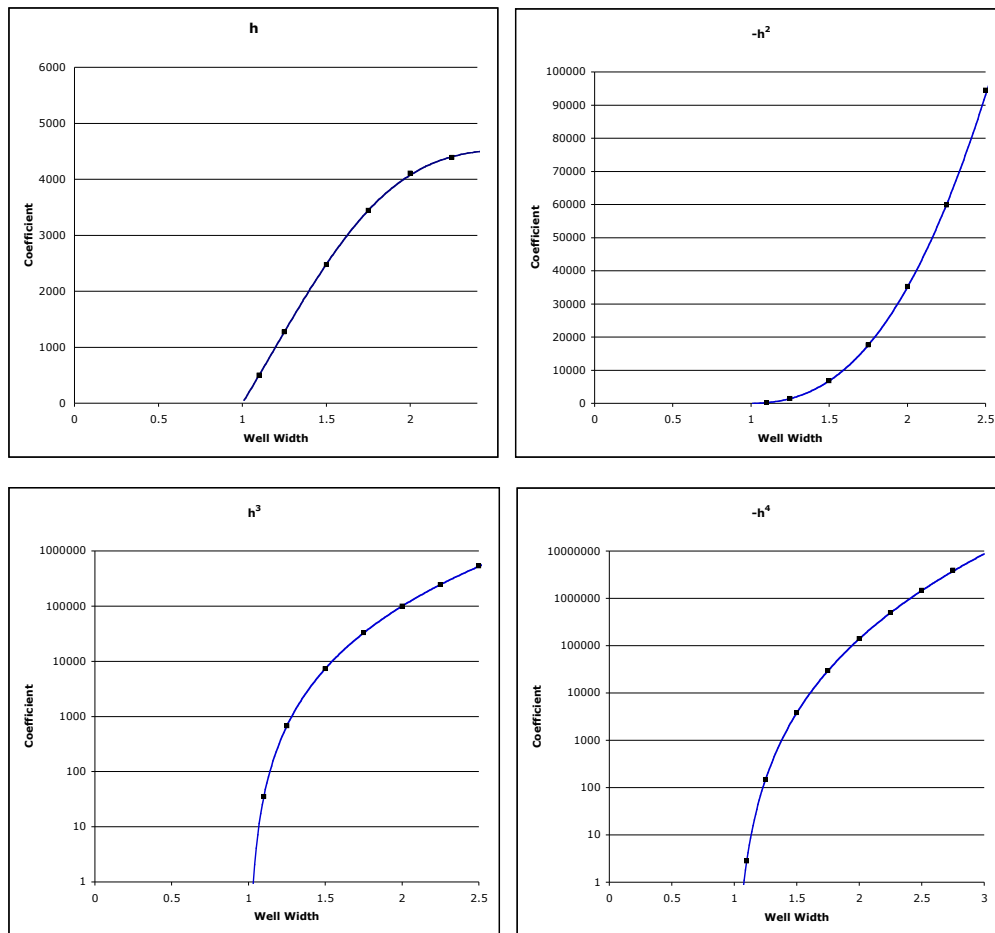 h
6000
5000
4000
3000
2000
1000
0
Coefficient
0 0.5 1 1.5 2
Well Width
-h²
100000
90000
80000
70000
60000
50000
40000
30000
20000
10000
0
Coefficient
0 0.5 1 1.5 2 2.5
Well Width
h³
1000000
100000
10000
1000
100
10
1
Coefficient
0 0.5 1 1.5 2 2.5
Well Width
-h⁴
10000000
1000000
100000
10000
1000
100
10
1
Coefficient
0 0.5 1 1.5 2 2.5 3
Well Width